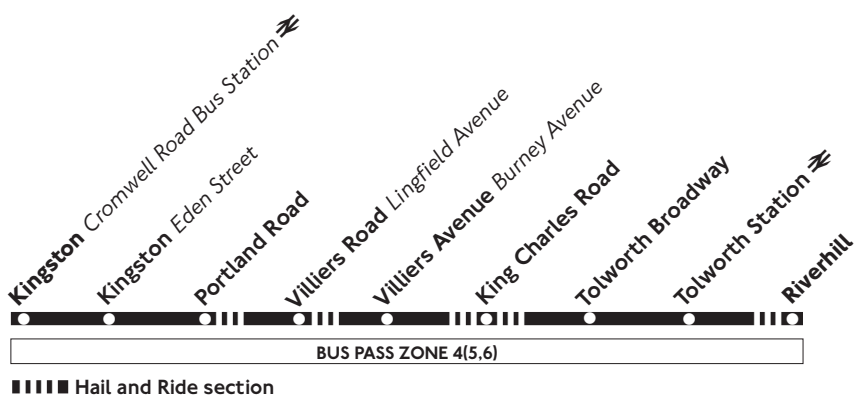 Kingston Cromwell Road Bus Station
Kingston Eden Street
Portland Road
Villiers Road Lingfield Avenue
Villiers Avenue Burney Avenue
King Charles Road
Tolworth Broadway
Tolworth Station
Riverhill
BUS PASS ZONE 4(5,6)
Hail and Ride section